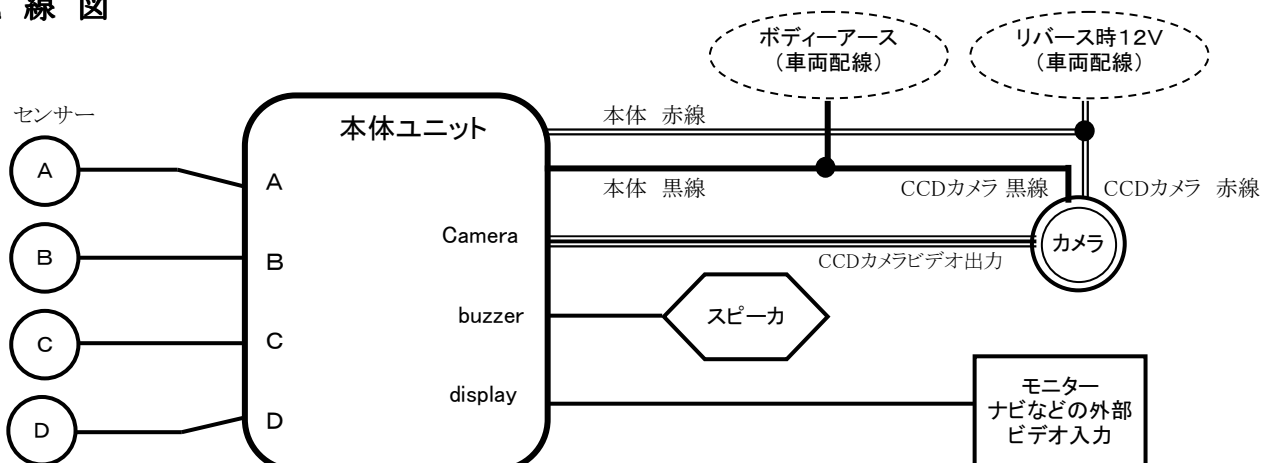 線 図
ボディーアース
（車両配線）
リバース時12V
（車両配線）
センサー
本体ユニット
本体 赤線
A
A
本体 黒線
CCDカメラ 黒線
CCDカメラ 赤線
B
B
Camera
カメラ
CCDカメラビデオ出力
C
C
buzzer
スピーカ
D
D
display
モニター
ナビなどの外部
ビデオ入力